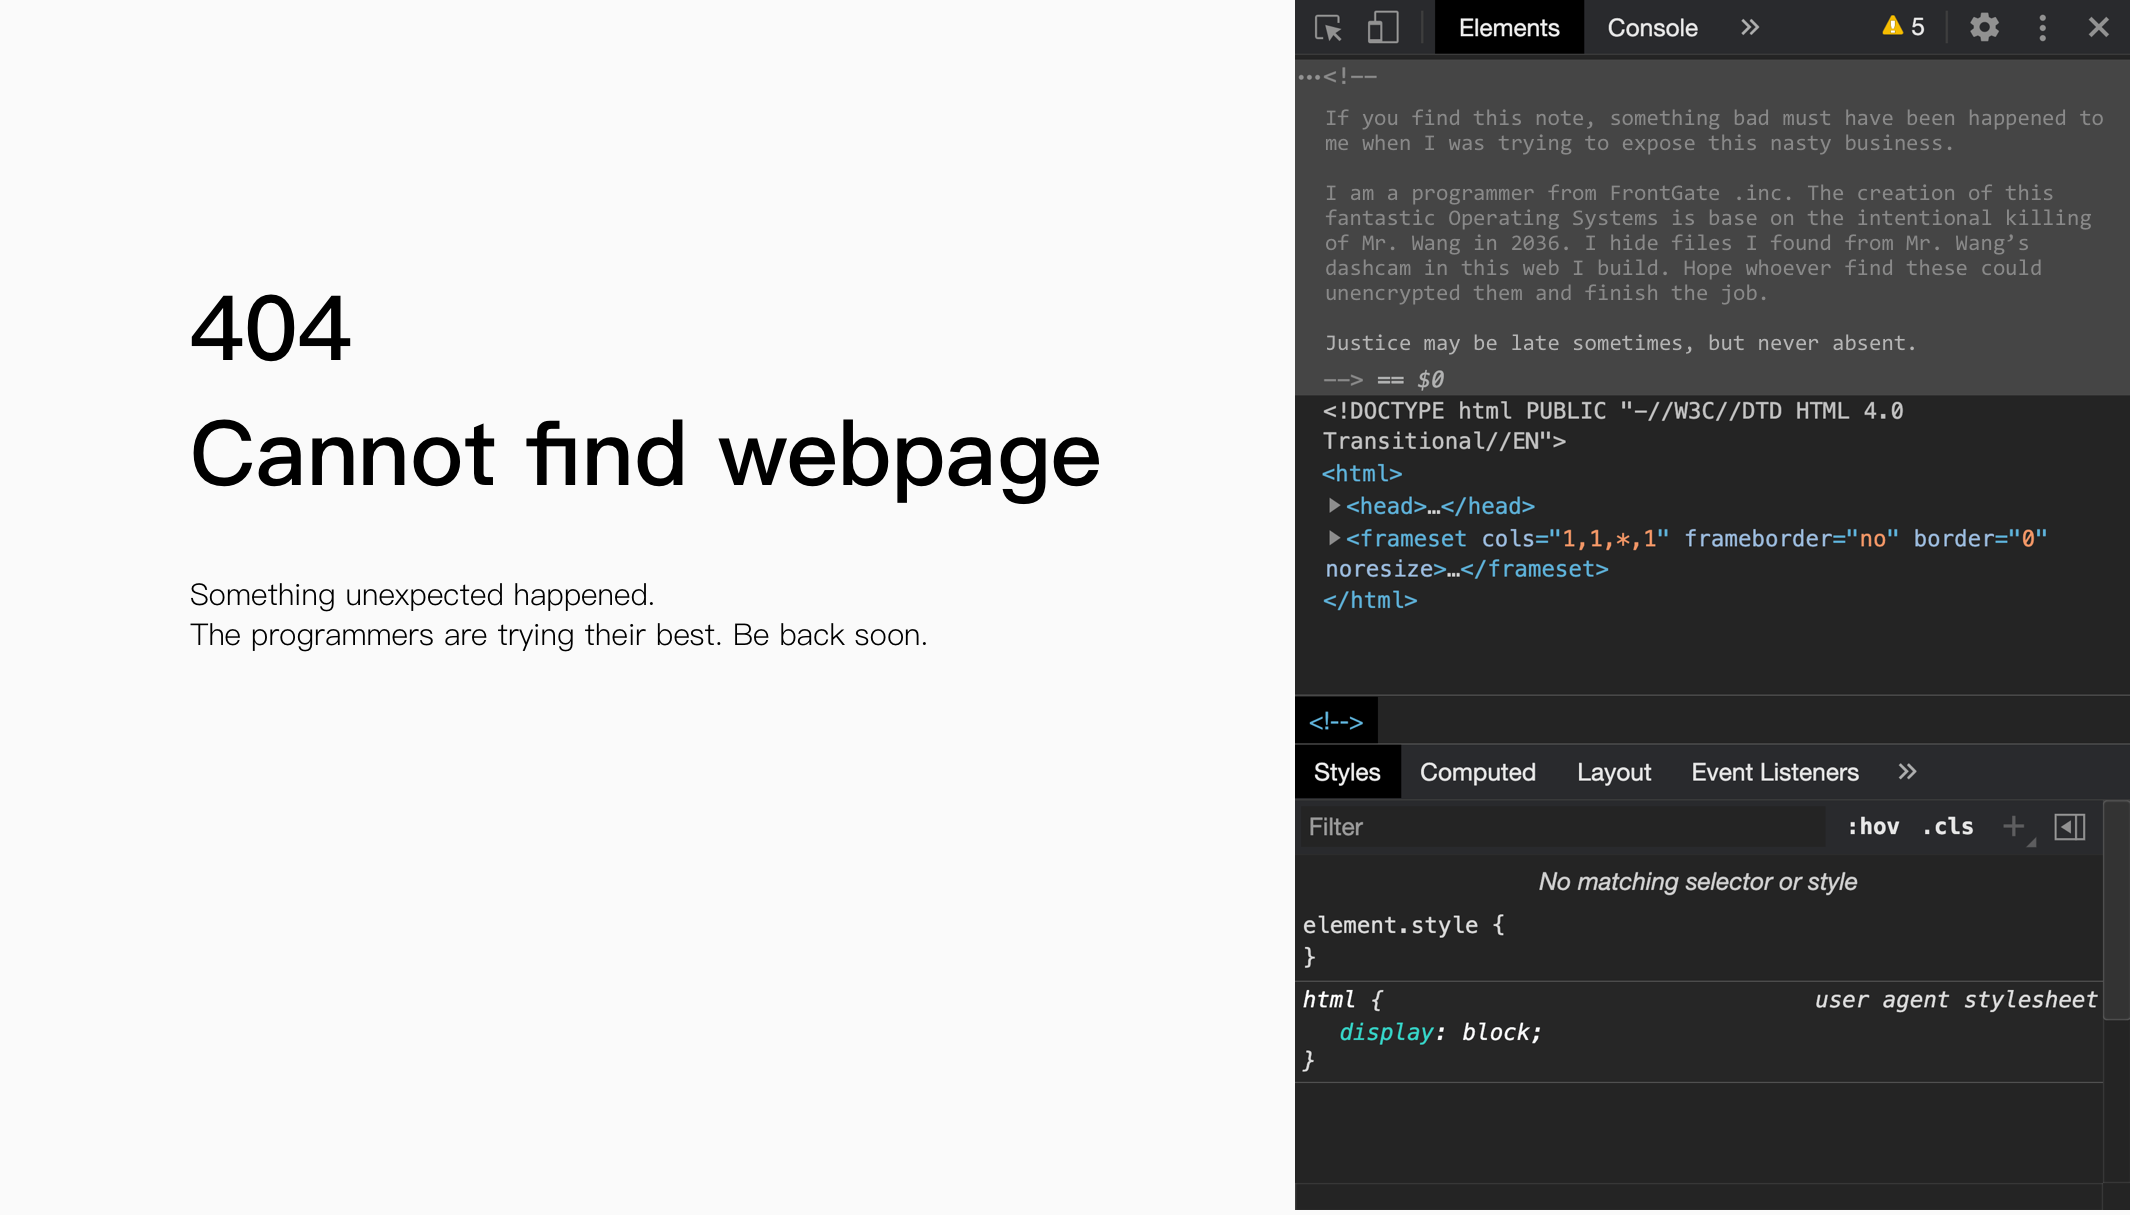 404
Cannot find webpage
Something unexpected happened.
The programmers are trying their best. Be back soon.
Elements Console » 5
…<!--
If you find this note, something bad must have been happened to
me when I was trying to expose this nasty business.
I am a programmer from FrontGate .inc. The creation of this
fantastic Operating Systems is base on the intentional killing
of Mr. Wang in 2036. I hide files I found from Mr. Wang’s
dashcam in this web I build. Hope whoever find these could
unencrypted them and finish the job.
Justice may be late sometimes, but never absent.
--> == $0
<!DOCTYPE html PUBLIC "-//W3C//DTD HTML 4.0
Transitional//EN">
<html>
<head>…</head>
<frameset cols="1,1,*,1" frameborder="no" border="0"
noresize>…</frameset>
</html>
<!-->
Styles Computed Layout Event Listeners »
Filter :hov .cls +
No matching selector or style
element.style {
}
html { user agent stylesheet
display: block;
}